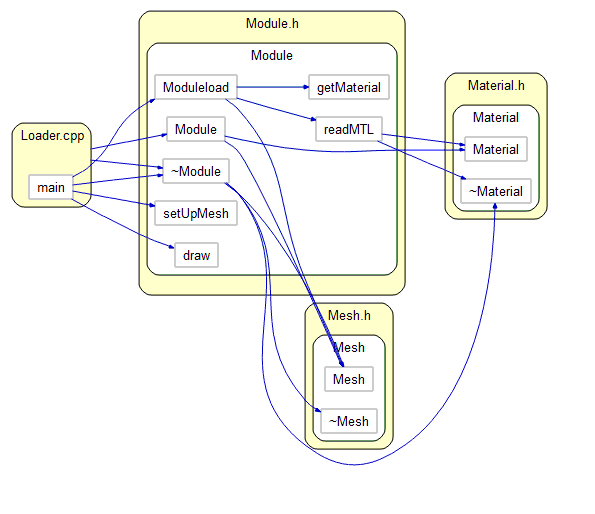 Module.h
Module
Moduleload
getMaterial
Module
readMTL
~Module
setUpMesh
draw
Loader.cpp
main
Material.h
Material
Material
~Material
Mesh.h
Mesh
Mesh
~Mesh